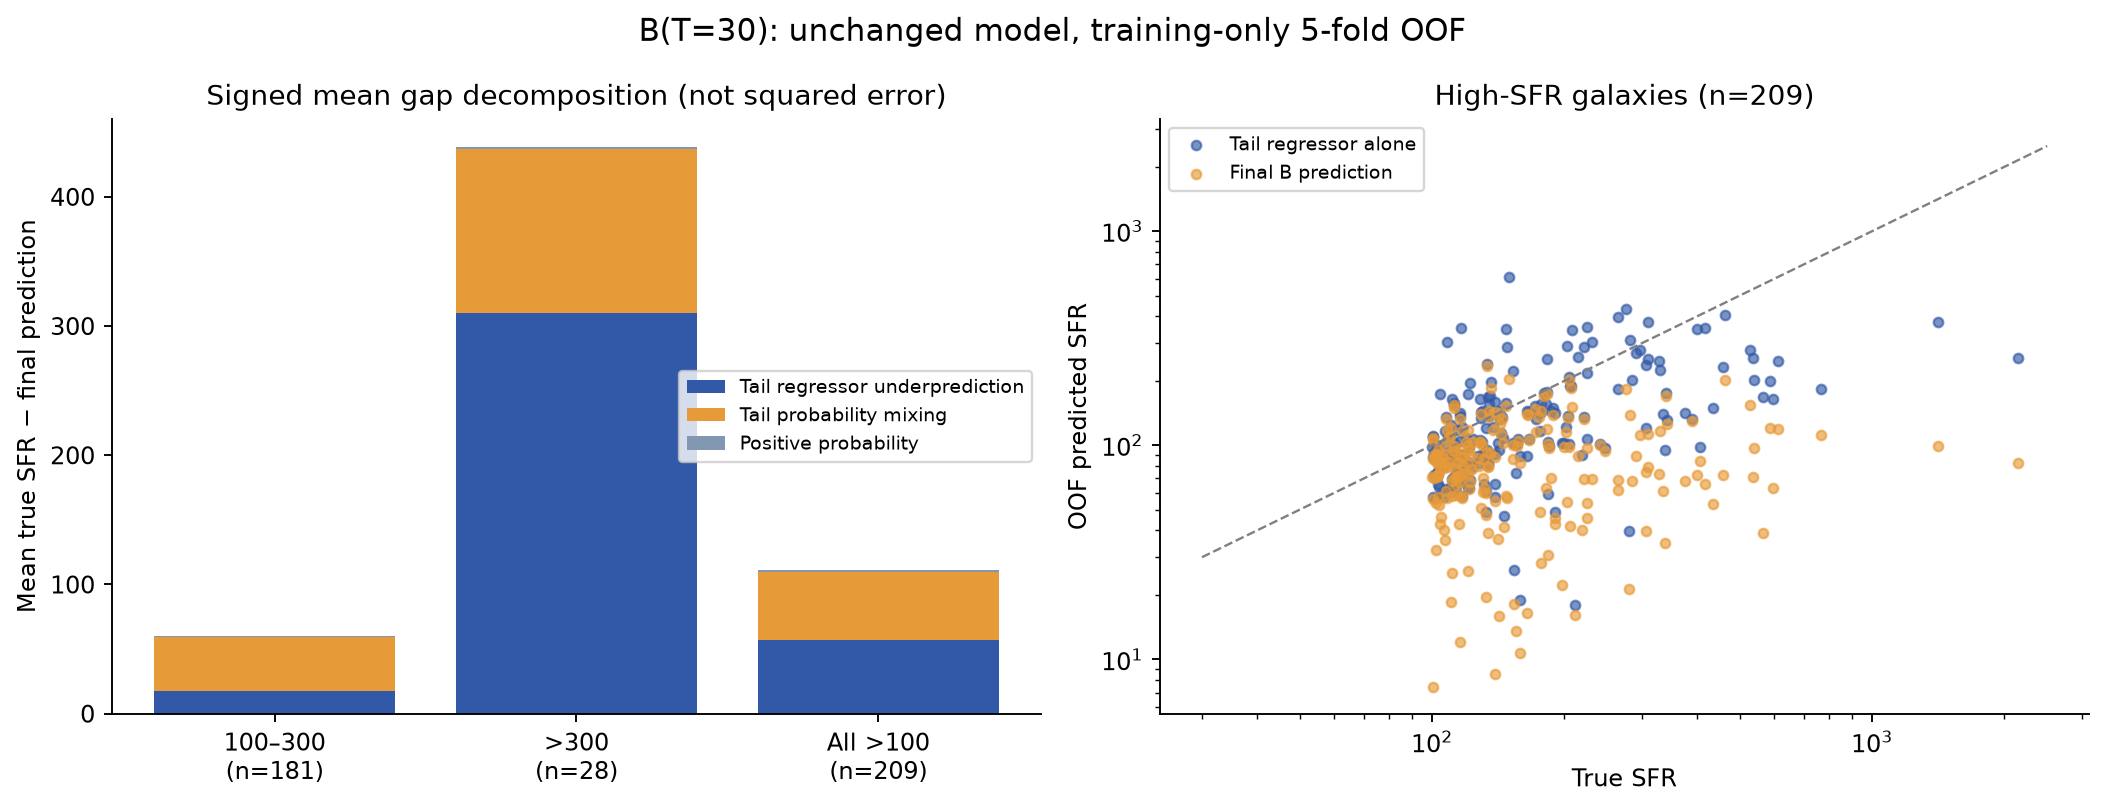 B(T=30): unchanged model, training-only 5-fold OOF
Signed mean gap decomposition (not squared error)
Mean true SFR − final prediction
400
300
200
100
0
Tail regressor underprediction
Tail probability mixing
Positive probability
100–300
(n=181)
>300
(n=28)
All >100
(n=209)
High-SFR galaxies (n=209)
Tail regressor alone
Final B prediction
OOF predicted SFR
10³
10²
10¹
10²
10³
True SFR